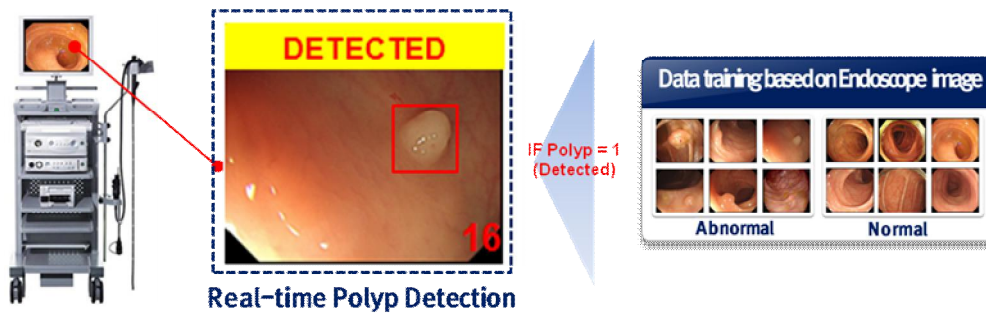 DETECTED
16
Real-time Polyp Detection
IF Polyp = 1
(Detected)
Data training based on Endoscope image
Abnormal
Normal